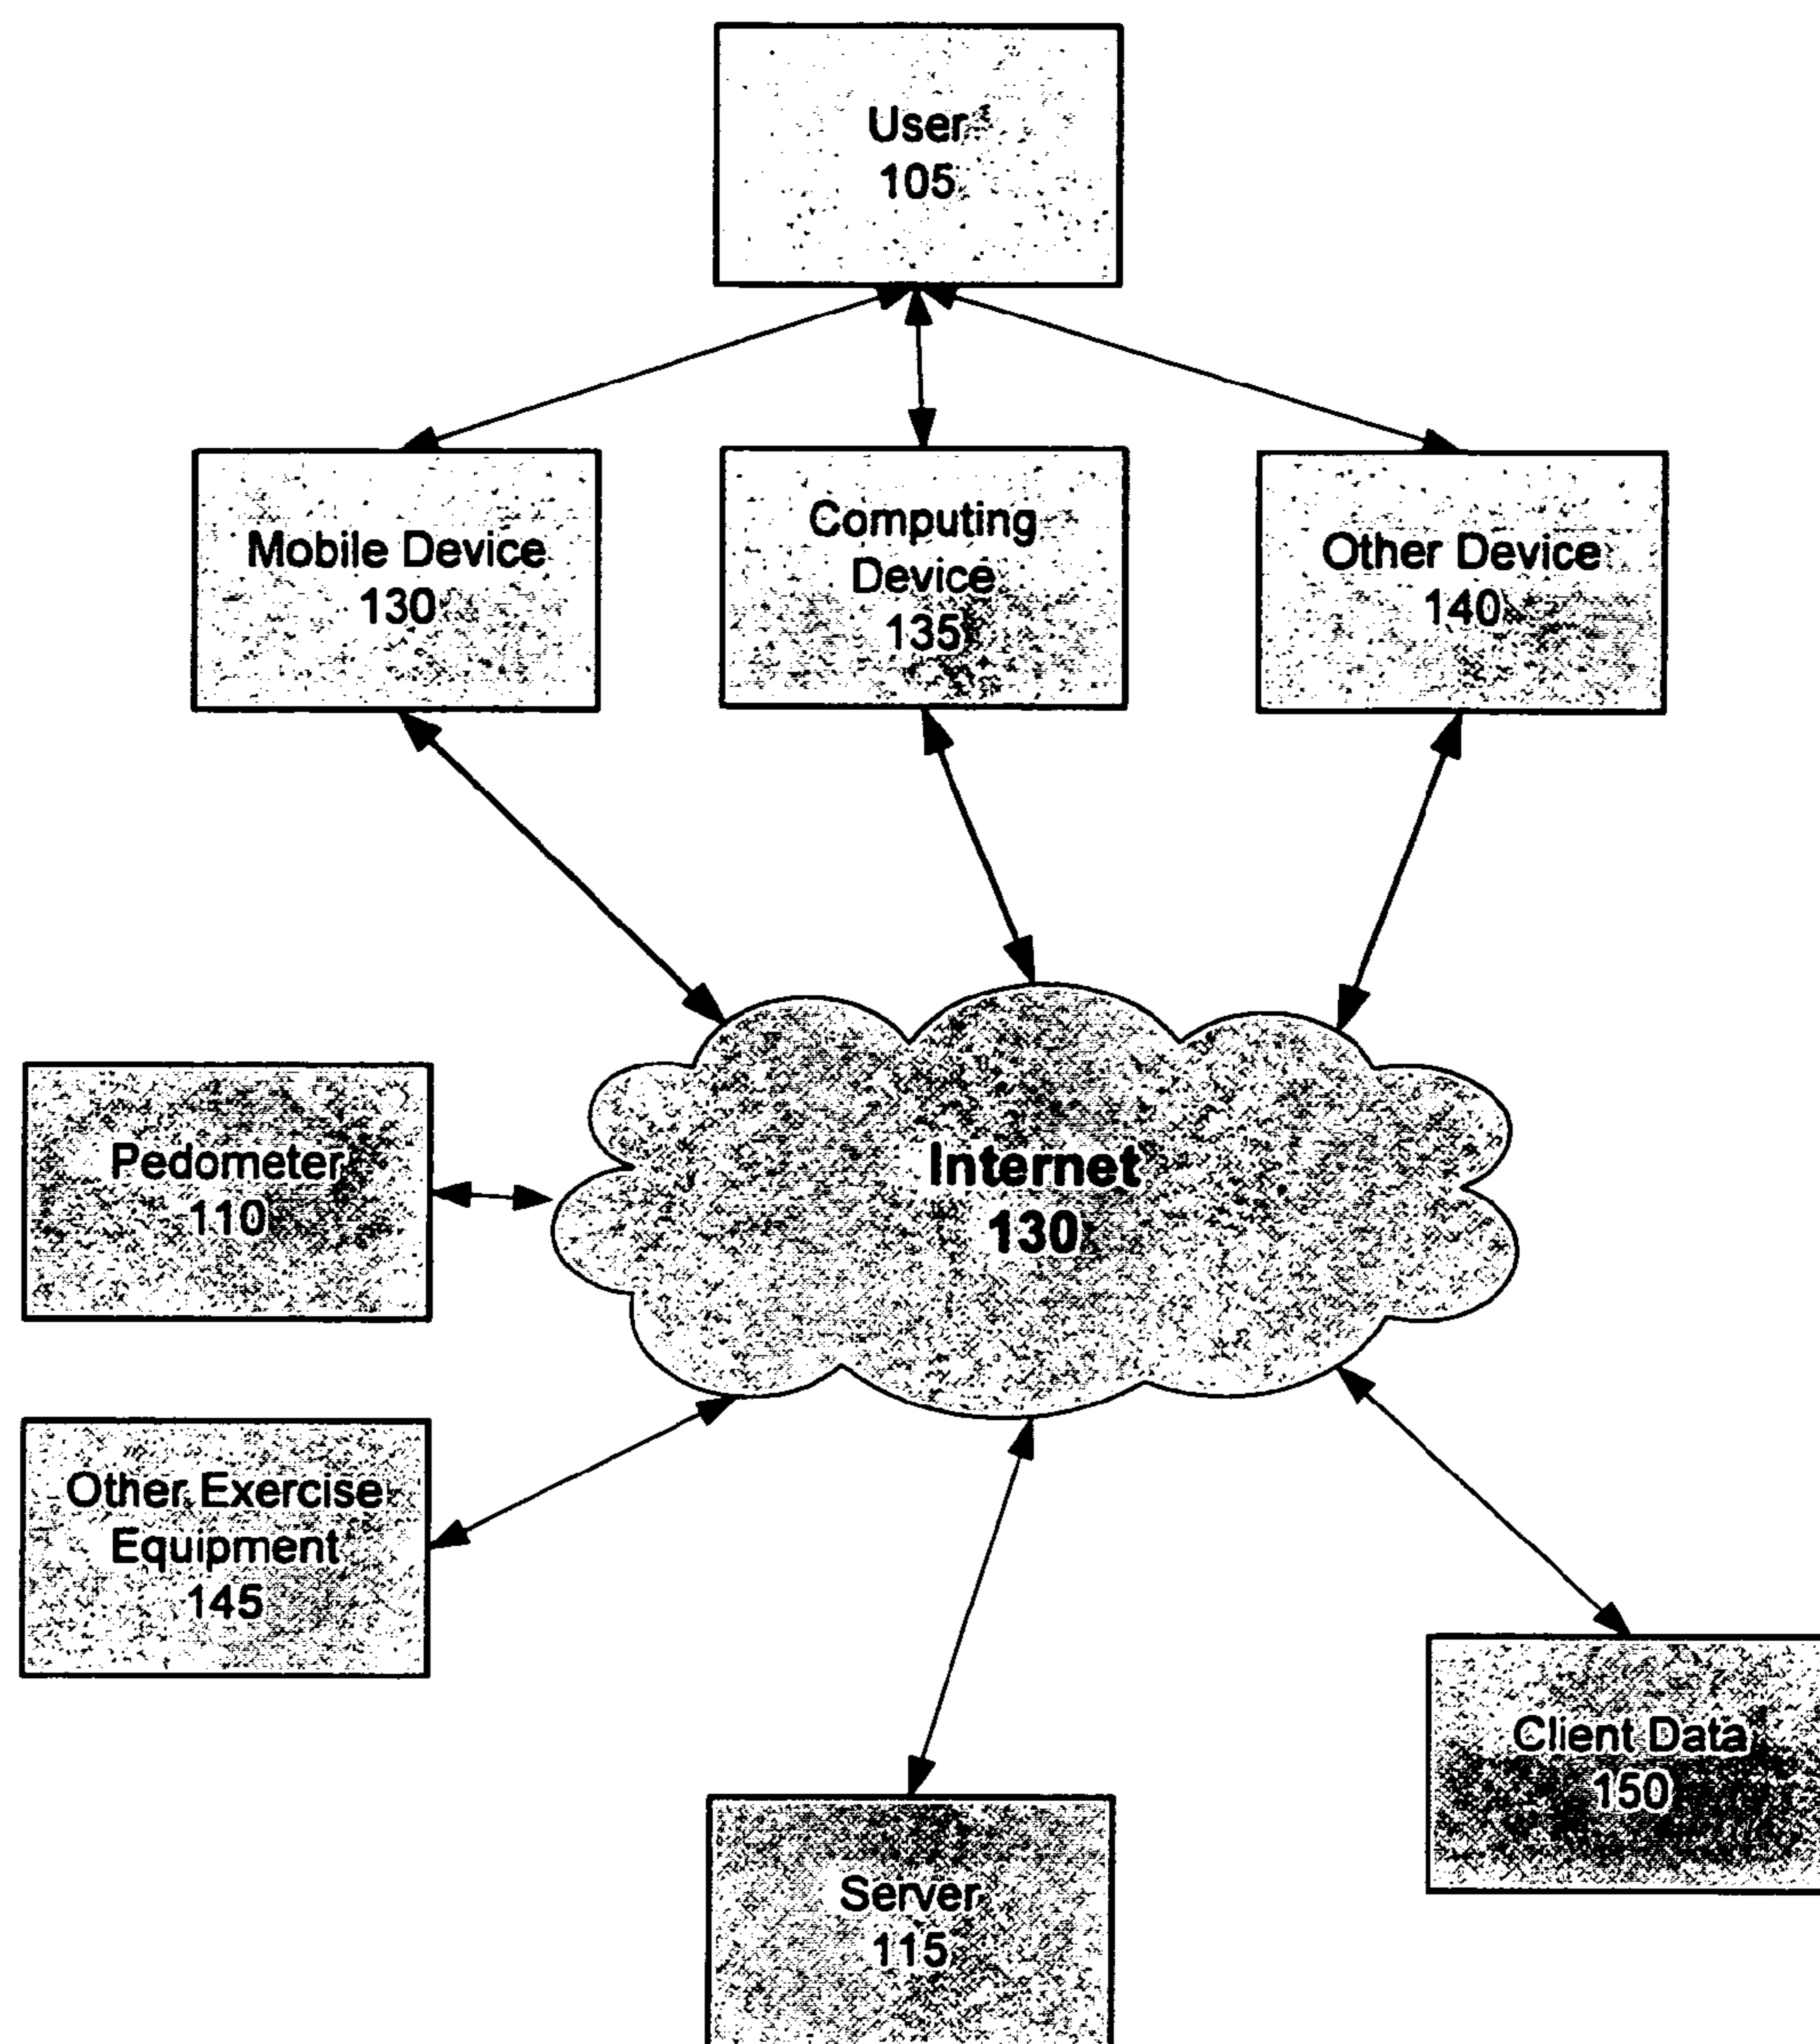 User
105
Mobile Device
130
Computing
Device
135
Other Device
140
Internet
130
Pedometer
110
Other Exercise
Equipment
145
Client Data
150
Server
115